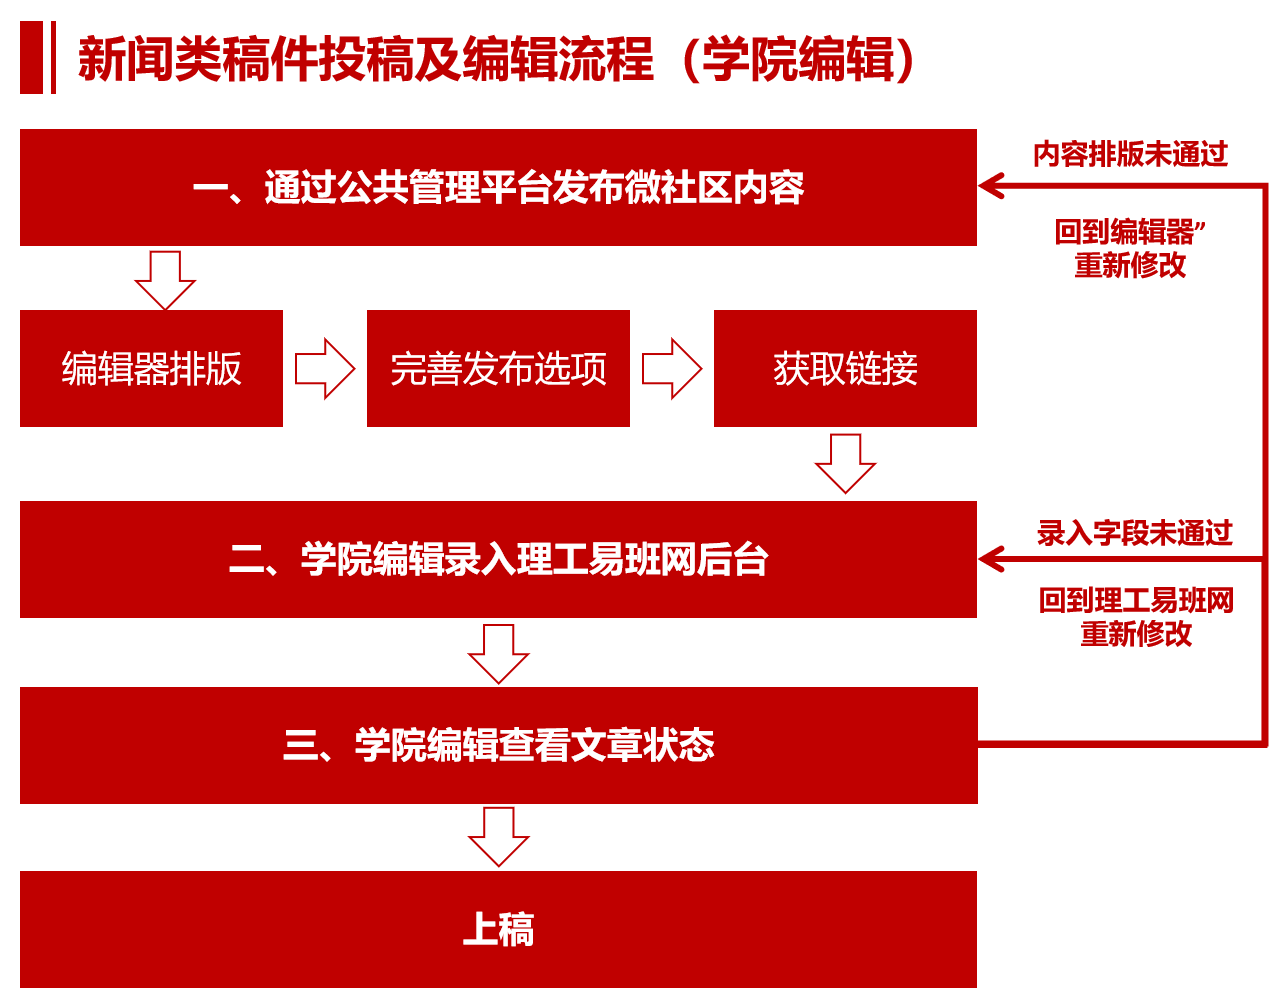 新闻类稿件投稿及编辑流程（学院编辑）
一、通过公共管理平台发布微社区内容
内容排版未通过
回到编辑器”
重新修改
编辑器排版
完善发布选项
获取链接
二、学院编辑录入理工易班网后台
录入字段未通过
回到理工易班网
重新修改
三、学院编辑查看文章状态
上稿